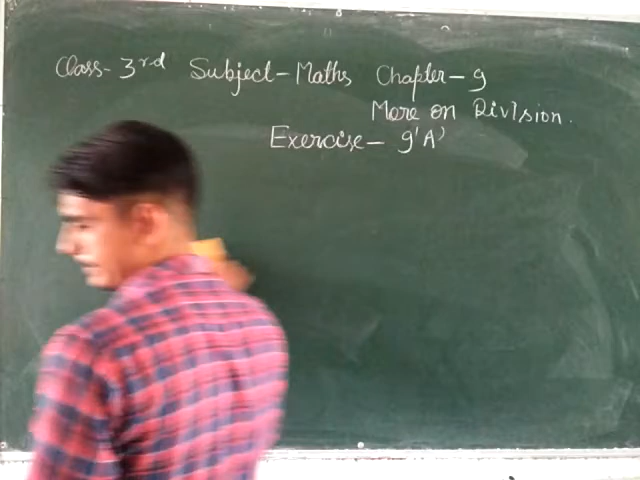 Class- 3rd Subject - Maths Chapter - 9
More on Division.
Exercise - 9'A'